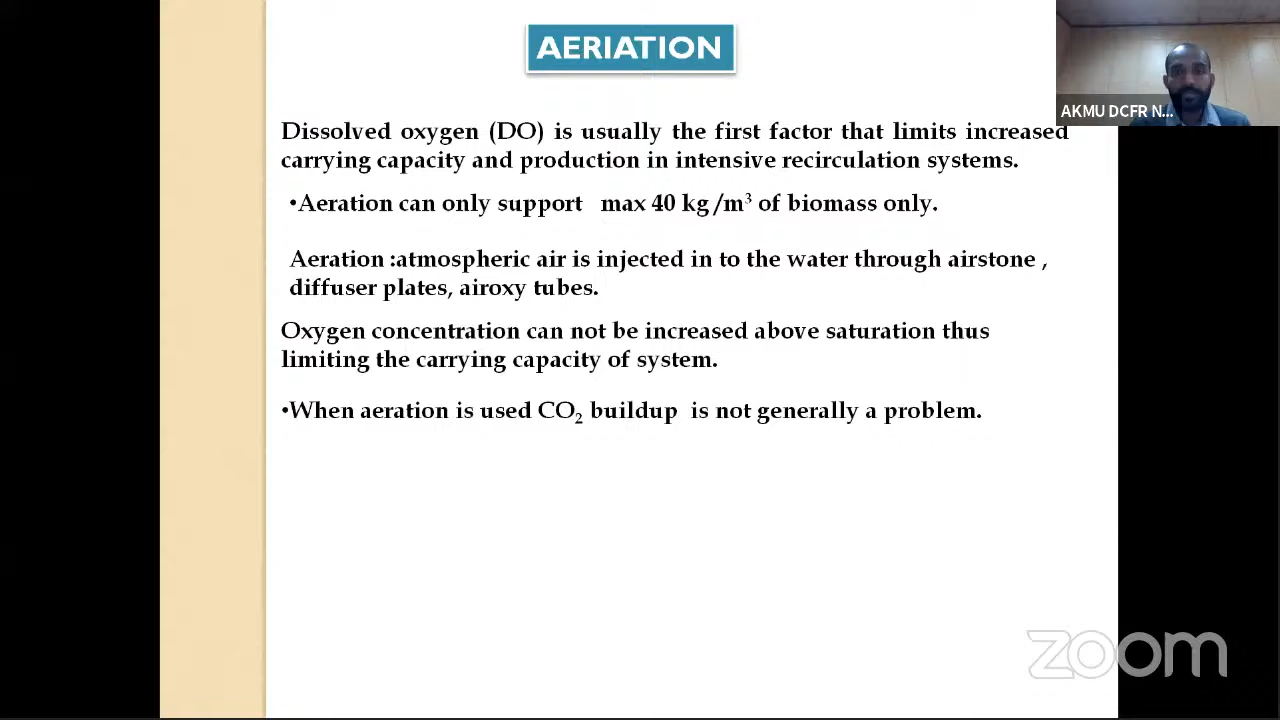 AERIATION
AKMU DCFR N...
Dissolved oxygen (DO) is usually the first factor that limits increased
carrying capacity and production in intensive recirculation systems.
•Aeration can only support max 40 kg /m³ of biomass only.
Aeration :atmospheric air is injected in to the water through airstone ,
diffuser plates, airoxy tubes.
Oxygen concentration can not be increased above saturation thus
limiting the carrying capacity of system.
•When aeration is used CO₂ buildup is not generally a problem.
zoom